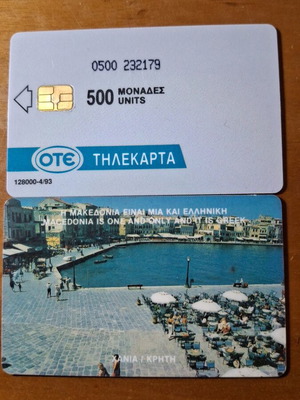 0500 232179
500 ΜΟΝΑΔΕΣ
UNITS
OTE ΤΗΛΕΚΑΡΤΑ
128000-4/93
Η ΜΑΚΕΔΟΝΙΑ ΕΙΝΑΙ ΜΙΑ ΚΑΙ ΕΛΛΗΝΙΚΗ
MACEDONIA IS ONE AND ONLY AND IT IS GREEK
ΧΑΝΙΑ / ΚΡΗΤΗ